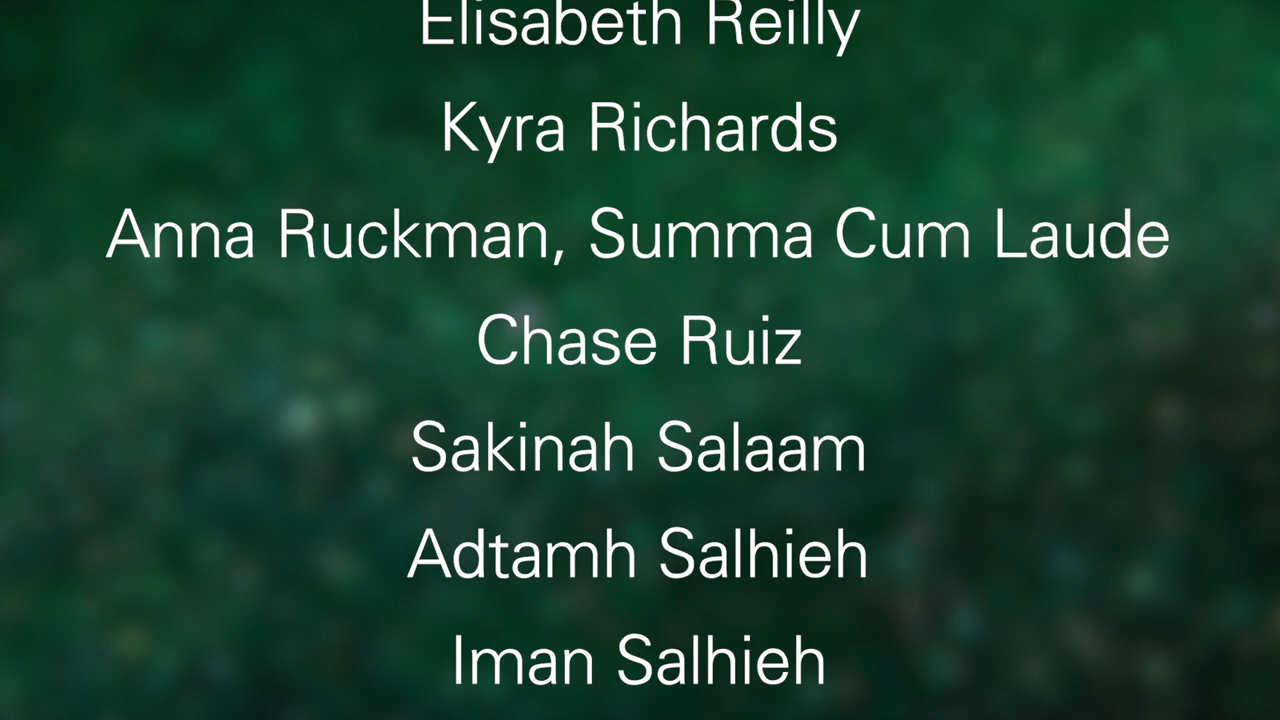 Elisabeth Reilly
Kyra Richards
Anna Ruckman, Summa Cum Laude
Chase Ruiz
Sakinah Salaam
Adtamh Salhieh
Iman Salhieh